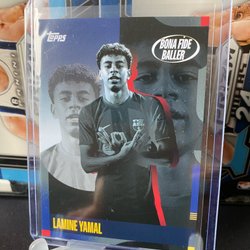 Topps
BONA FIDE
BALLER
LAMINE YAMAL